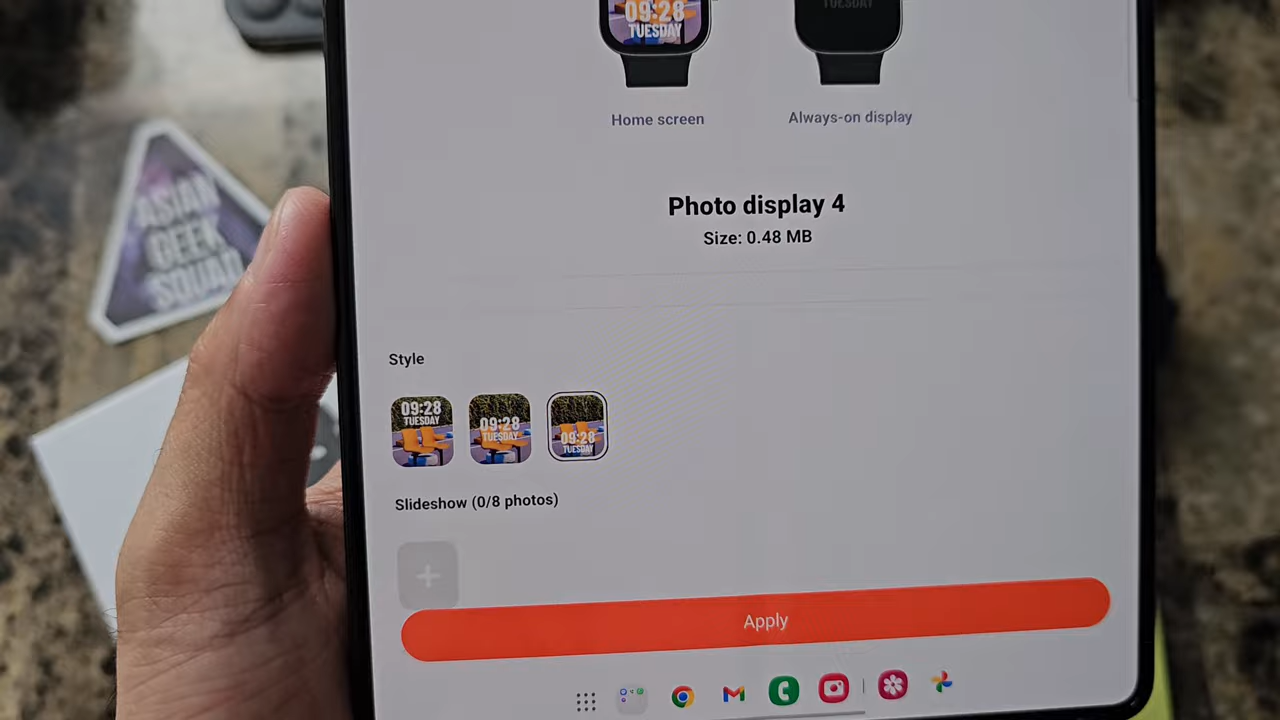 09:28
TUESDAY
TUESDAY
Home screen
Always-on display
Photo display 4
Size: 0.48 MB
Style
09:28
TUESDAY
09:28
TUESDAY
09:28
TUESDAY
Slideshow (0/8 photos)
+
Apply
ASIAN
GEEK
SQUAD